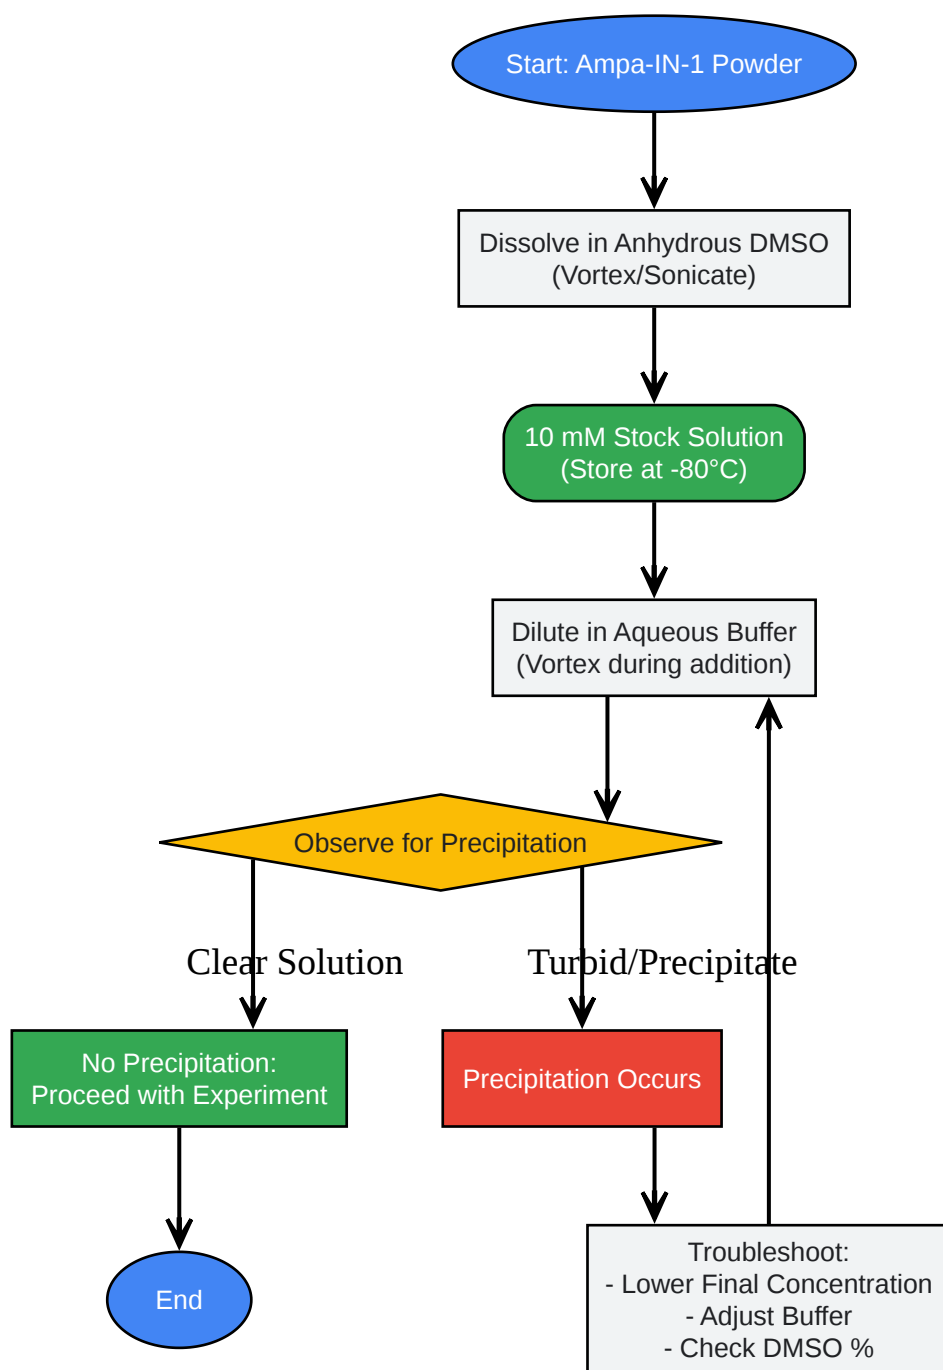 Start: Ampa-IN-1 Powder
Dissolve in Anhydrous DMSO
(Vortex/Sonicate)
10 mM Stock Solution
(Store at -80°C)
Dilute in Aqueous Buffer
(Vortex during addition)
Observe for Precipitation
Clear Solution
Turbid/Precipitate
No Precipitation:
Proceed with Experiment
Precipitation Occurs
End
Troubleshoot:
- Lower Final Concentration
- Adjust Buffer
- Check DMSO %